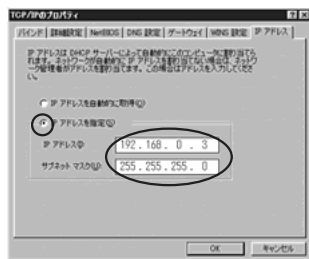 TCP/IPのプロパティ
バインド 詳細設定 NetBIOS DNS 設定 ゲートウェイ WINS 設定 IP アドレス
IP アドレスは DHCP サーバーによって自動的にこのコンピュータに割り当てら
れます。ネットワークが自動的に IP アドレスを割り当てない場合は、ネットワ
ーク管理者がアドレスを割り当てます。この場合はアドレスを入力してくださ
い。
IP アドレスを自動的に取得(O)
IP アドレスを指定(S)
IP アドレス(I): 192.168. 0 . 3
サブネット マスク(U): 255.255.255. 0
OK キャンセル